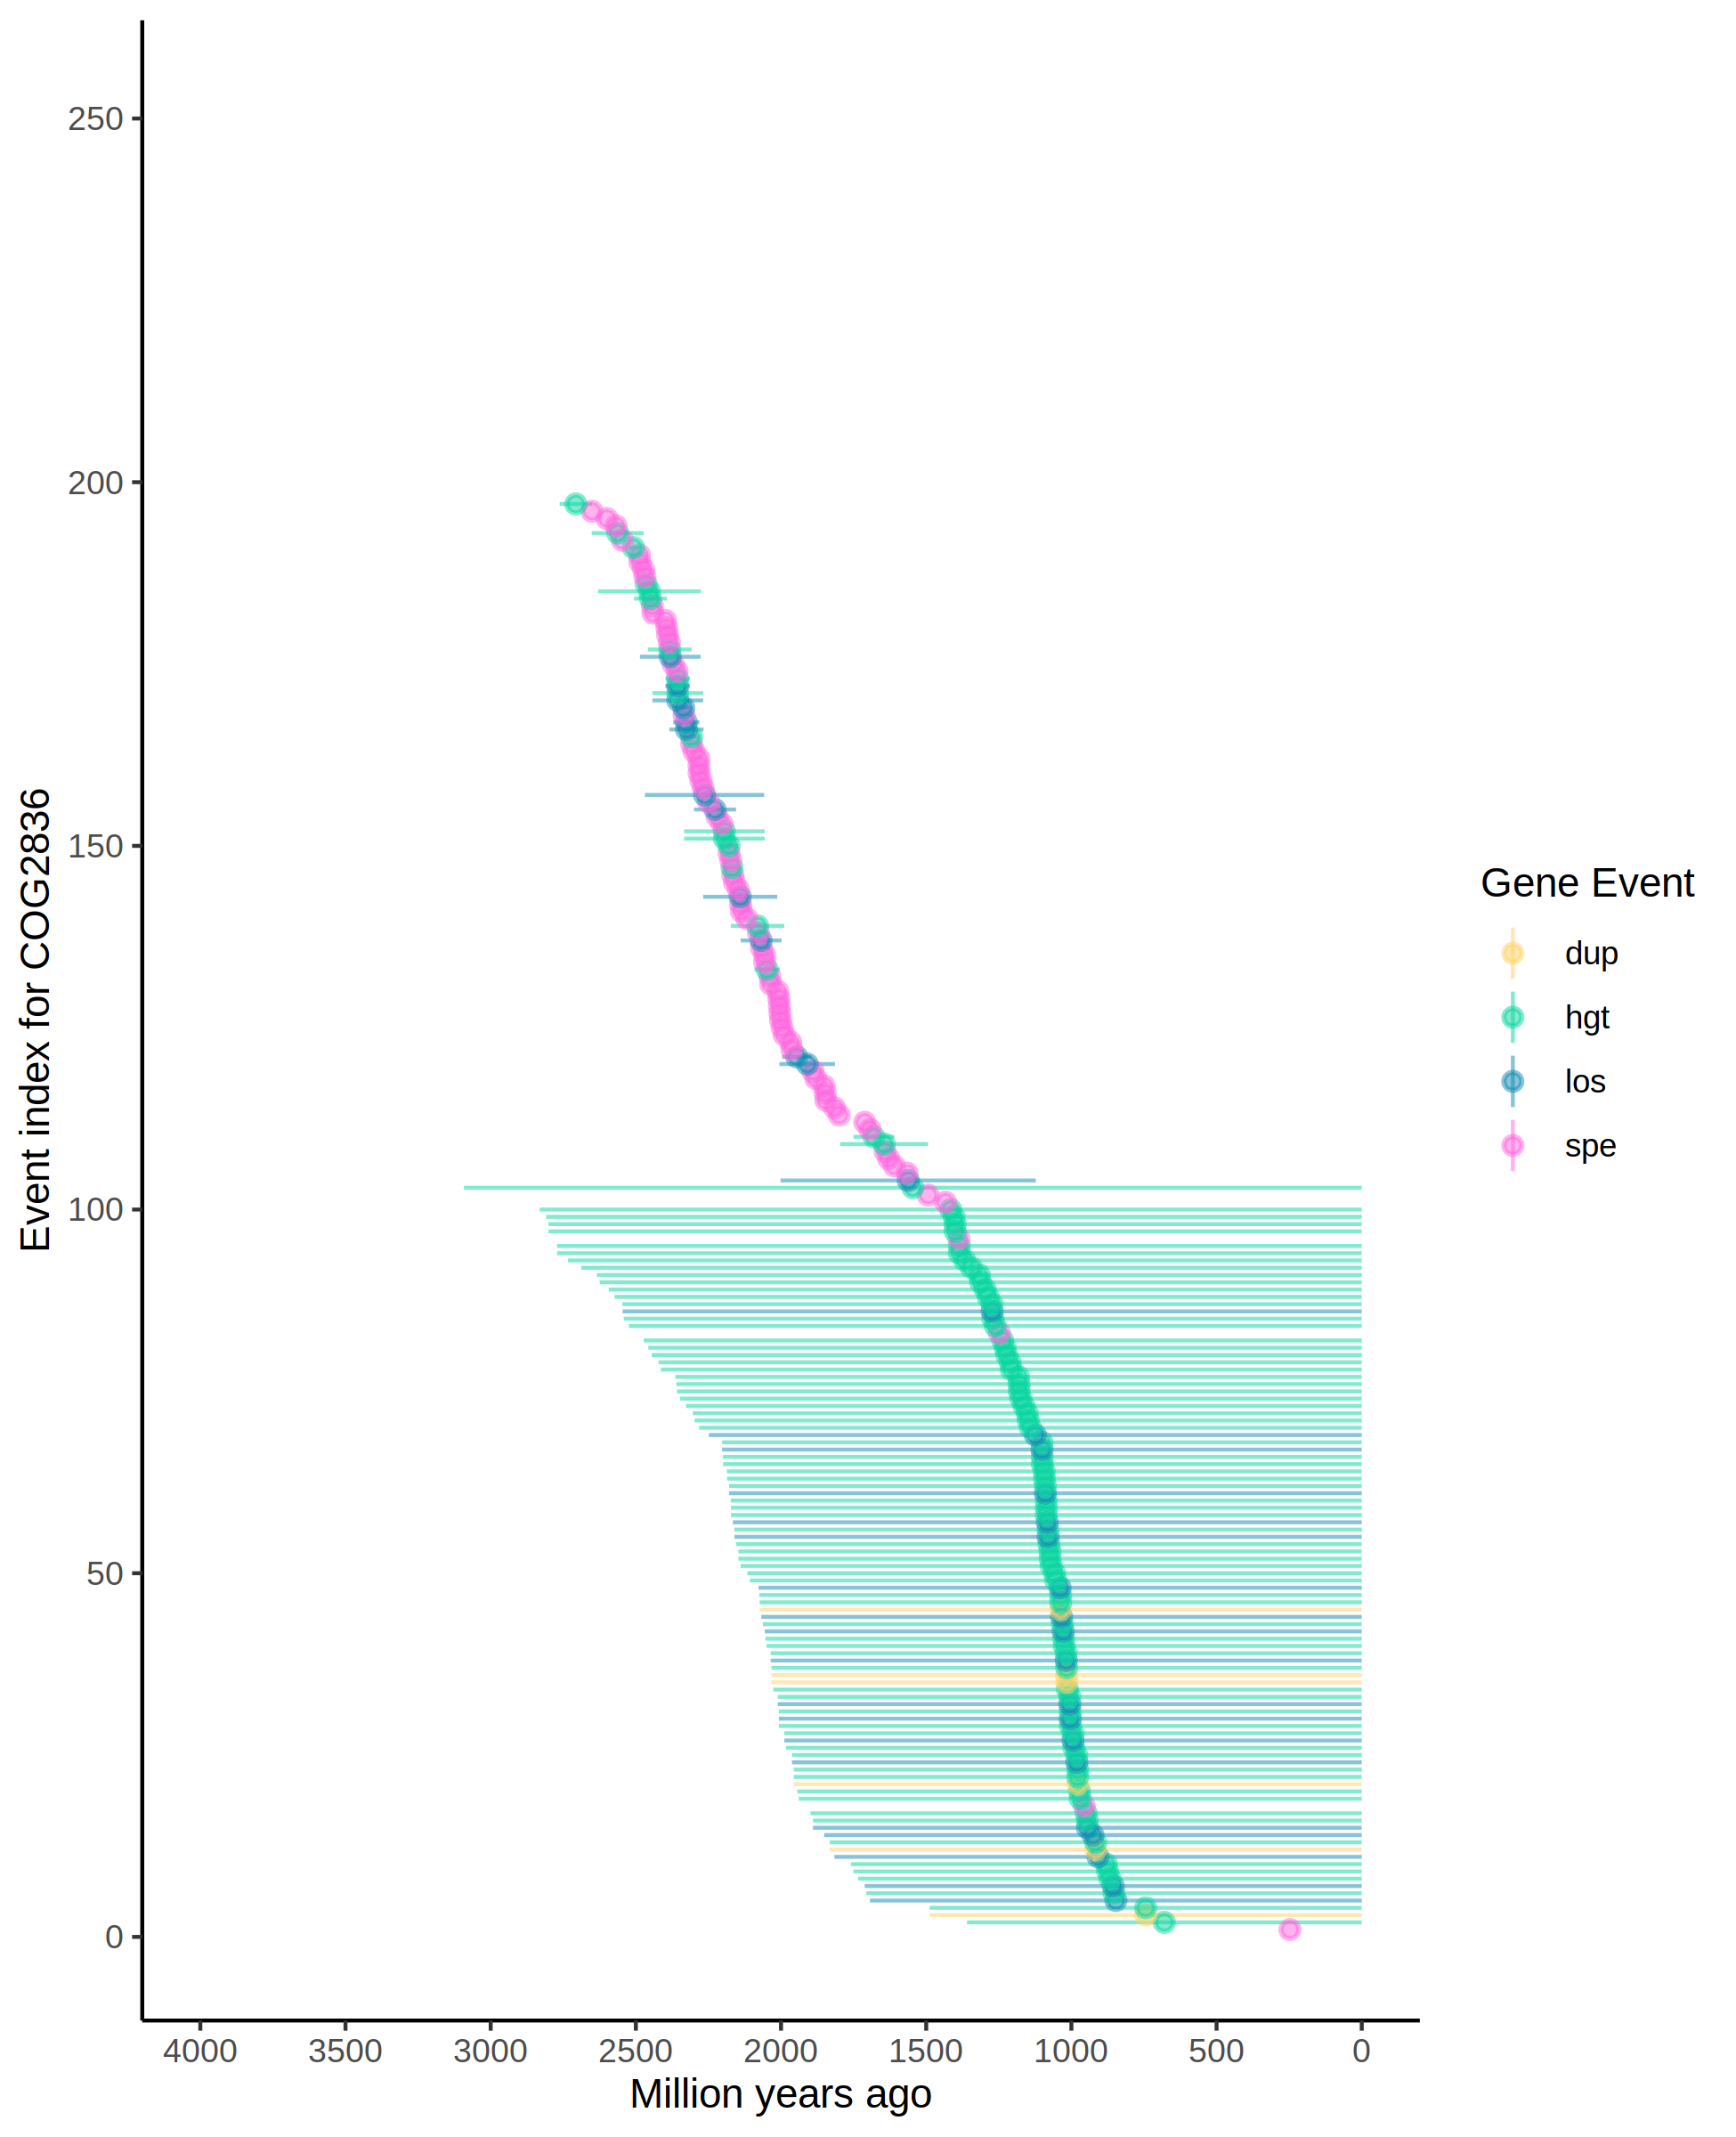 Event index for COG2836
250
200
150
100
50
0
4000 3500 3000 2500 2000 1500 1000 500 0
Million years ago
Gene Event
dup
hgt
los
spe